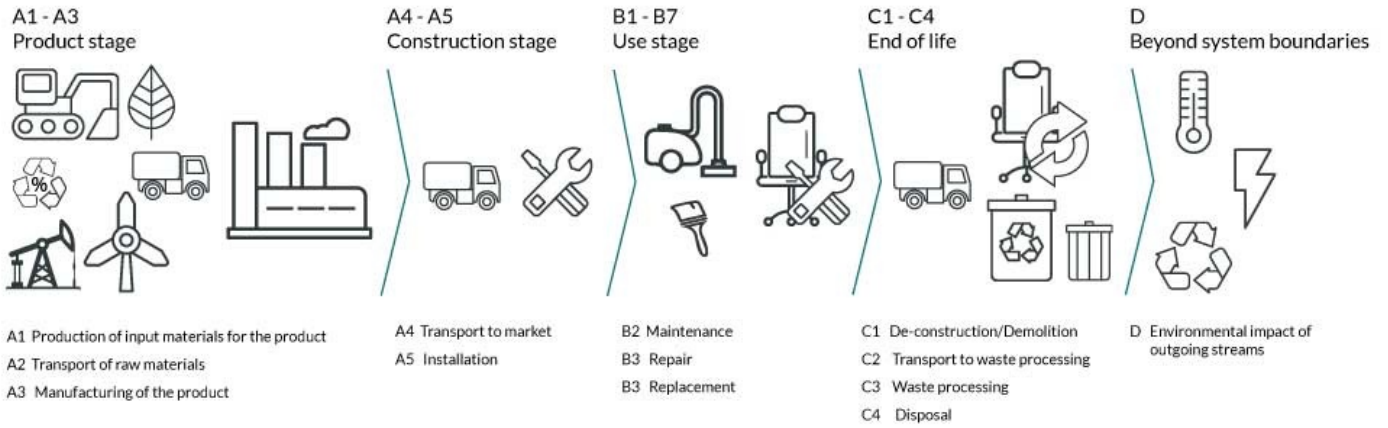 A1 - A3
Product stage
A4 - A5
Construction stage
B1 - B7
Use stage
C1 - C4
End of life
D
Beyond system boundaries
%
A1 Production of input materials for the product
A2 Transport of raw materials
A3 Manufacturing of the product
A4 Transport to market
A5 Installation
B2 Maintenance
B3 Repair
B3 Replacement
C1 De-construction/Demolition
C2 Transport to waste processing
C3 Waste processing
C4 Disposal
D Environmental impact of
outgoing streams